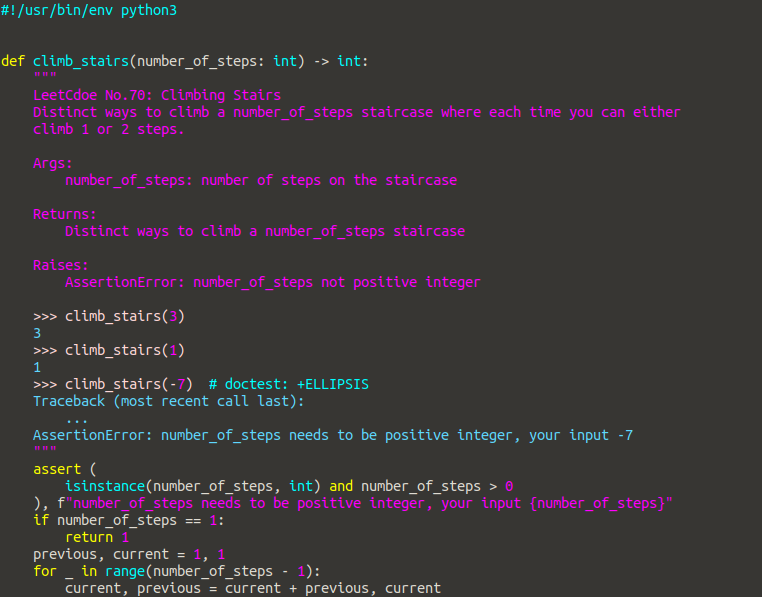 #!/usr/bin/env python3
def climb_stairs(number_of_steps: int) -> int:
    """
    LeetCdoe No.70: Climbing Stairs
    Distinct ways to climb a number_of_steps staircase where each time you can either
    climb 1 or 2 steps.
    Args:
        number_of_steps: number of steps on the staircase
    Returns:
        Distinct ways to climb a number_of_steps staircase
    Raises:
        AssertionError: number_of_steps not positive integer
    >>> climb_stairs(3)
    3
    >>> climb_stairs(1)
    1
    >>> climb_stairs(-7)  # doctest: +ELLIPSIS
    Traceback (most recent call last):
        ...
    AssertionError: number_of_steps needs to be positive integer, your input -7
    """
    assert (
        isinstance(number_of_steps, int) and number_of_steps > 0
    ), f"number_of_steps needs to be positive integer, your input {number_of_steps}"
    if number_of_steps == 1:
        return 1
    previous, current = 1, 1
    for _ in range(number_of_steps - 1):
        current, previous = current + previous, current